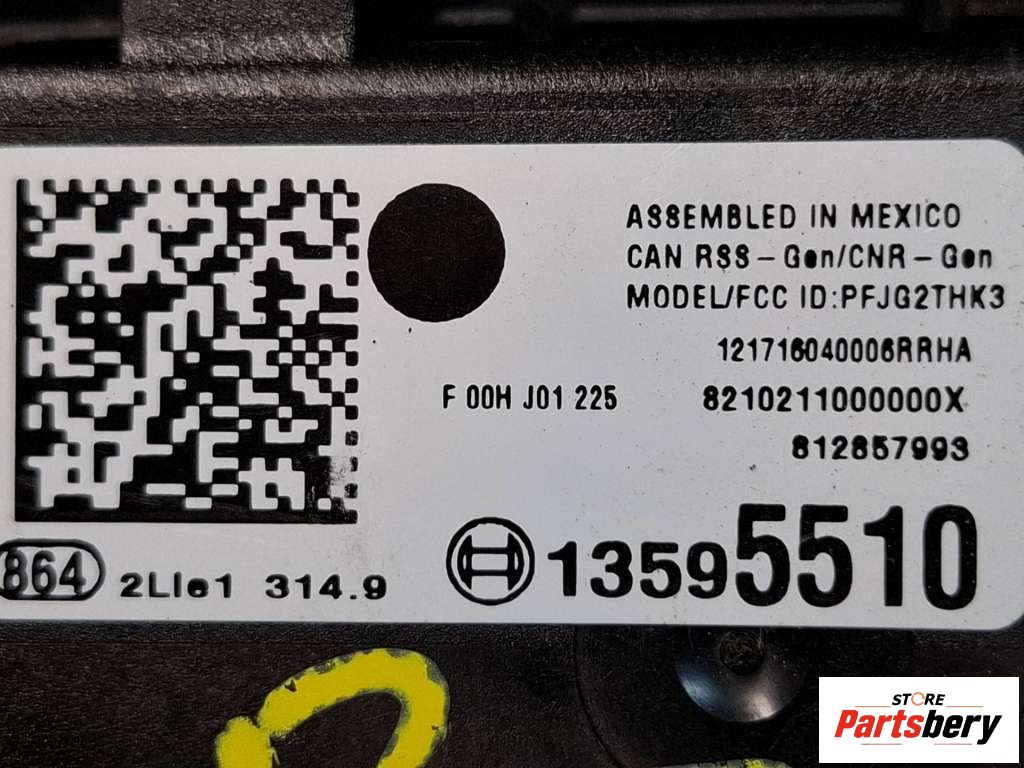 ASSEMBLED IN MEXICO
CAN RSS-Gen/CNR-Gen
MODEL/FCC ID:PFJG2THK3
121716040006RRHA
F 00H J01 225
8210211000000X
812857993
864
2LIe1 314.9
13595510
STORE
Partsbery